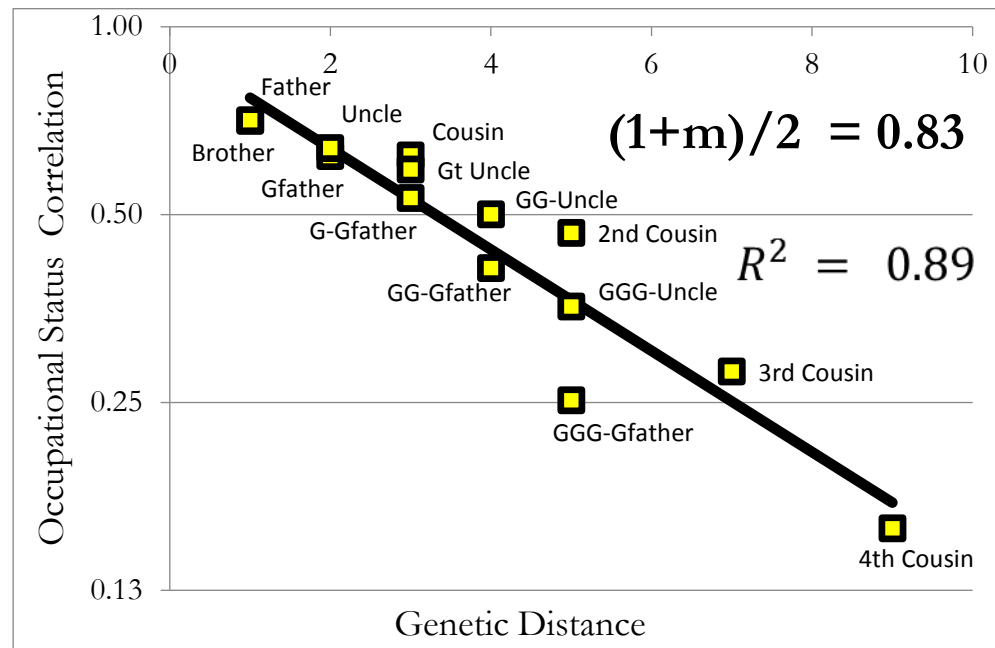 1.00
0 2 4 6 8 10
Father
Uncle
(1+m)/2 = 0.83
Cousin
Brother
Gt Uncle
Gfather
GG-Uncle
0.50
G-Gfather
2nd Cousin
R² = 0.89
GG-Gfather
GGG-Uncle
3rd Cousin
0.25
GGG-Gfather
4th Cousin
0.13
Occupational Status Correlation
Genetic Distance